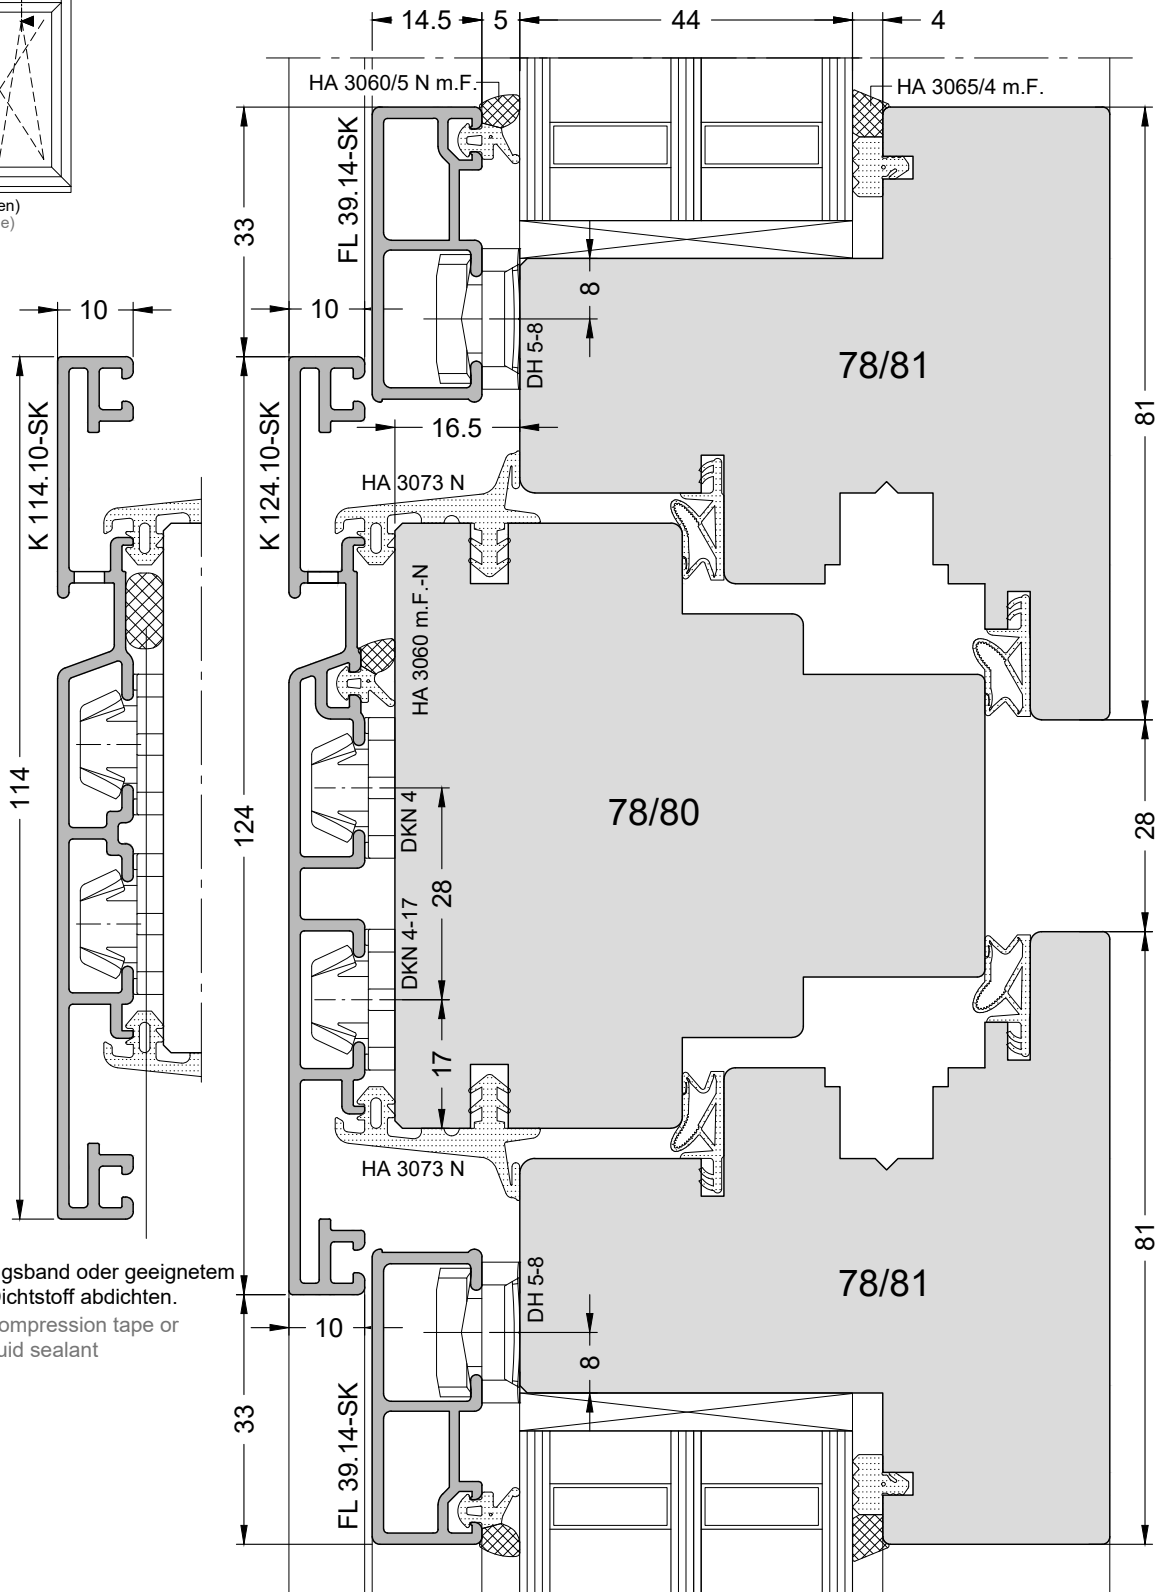 14.5
5
44
4
HA 3060/5 N m.F.
HA 3065/4 m.F.
en)
e)
FL 39.14-SK
33
8
10
10
DH 5-8
78/81
81
K 114.10-SK
K 124.10-SK
16.5
HA 3073 N
HA 3060 m.F.-N
114
124
DKN 4
78/80
28
28
DKN 4-17
17
HA 3073 N
81
gsband oder geeignetem
ichtstoff abdichten.
ompression tape or
uid sealant
10
DH 5-8
78/81
8
33
FL 39.14-SK